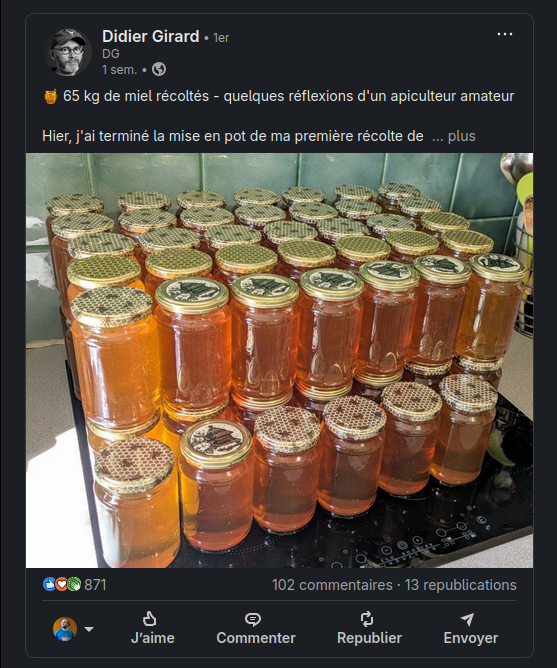 Didier Girard • 1er
DG
1 sem. •
65 kg de miel récoltés - quelques réflexions d'un apiculteur amateur
Hier, j'ai terminé la mise en pot de ma première récolte de ... plus
871
102 commentaires · 13 republications
J'aime
Commenter
Republier
Envoyer